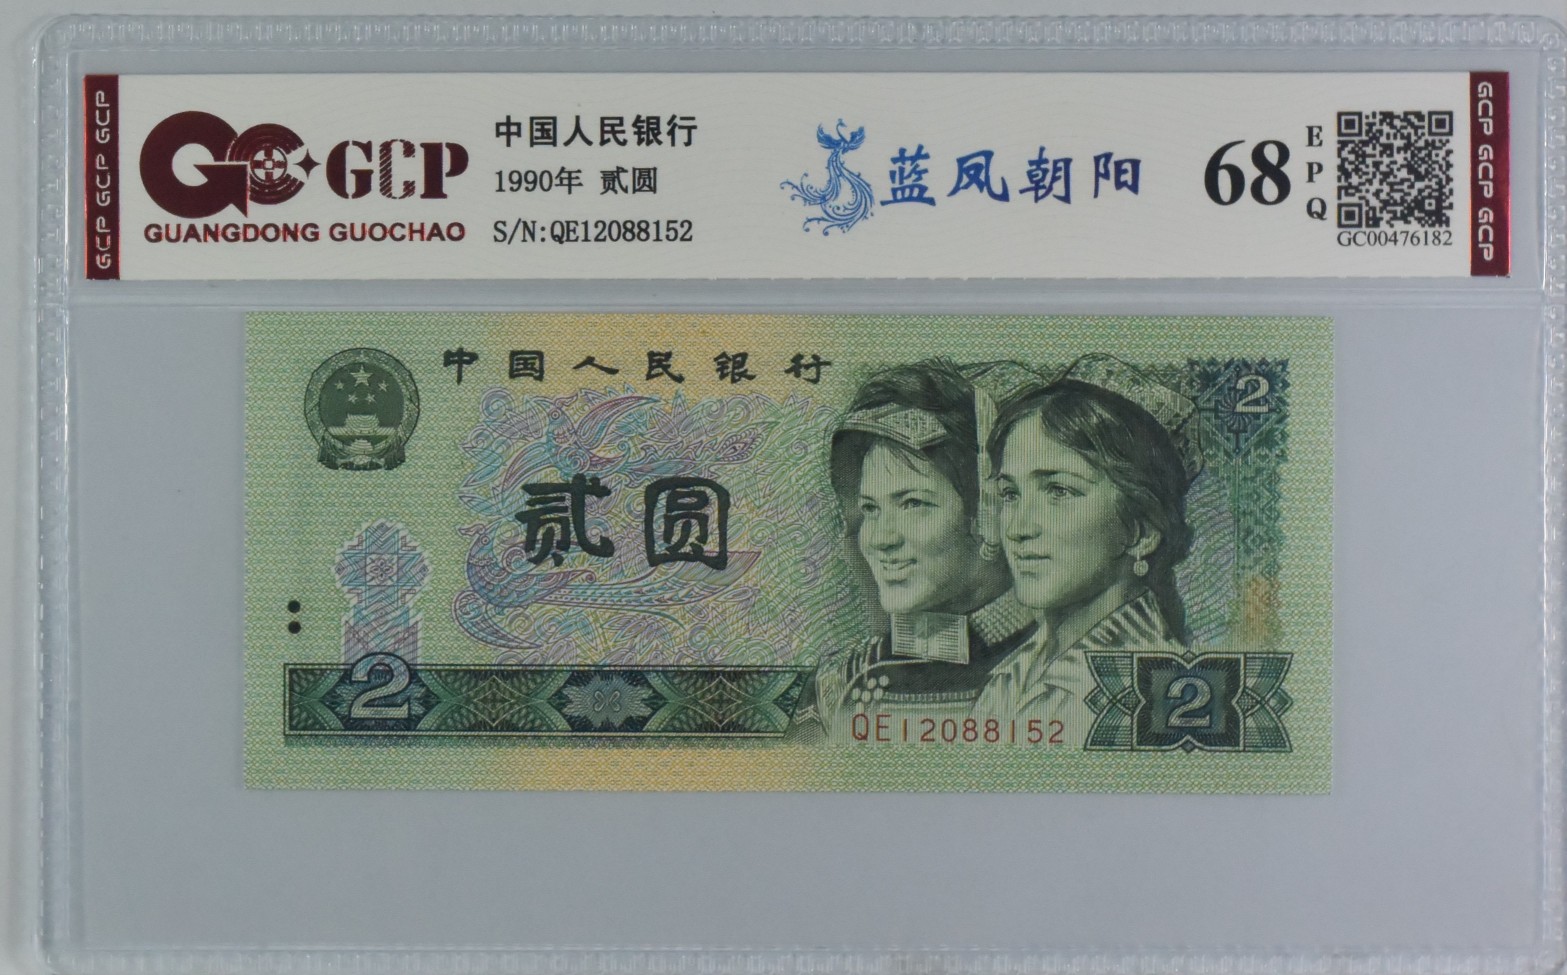 GCP GCP GCP
GCP
GUANGDONG GUOCHAO
中国人民银行
1990年 贰圆
S/N:QE12088152
蓝凤朝阳
68
EPQ
GC00476182
GCP GCP GCP
中国人民银行
2
贰圆
2
QE12088152
2